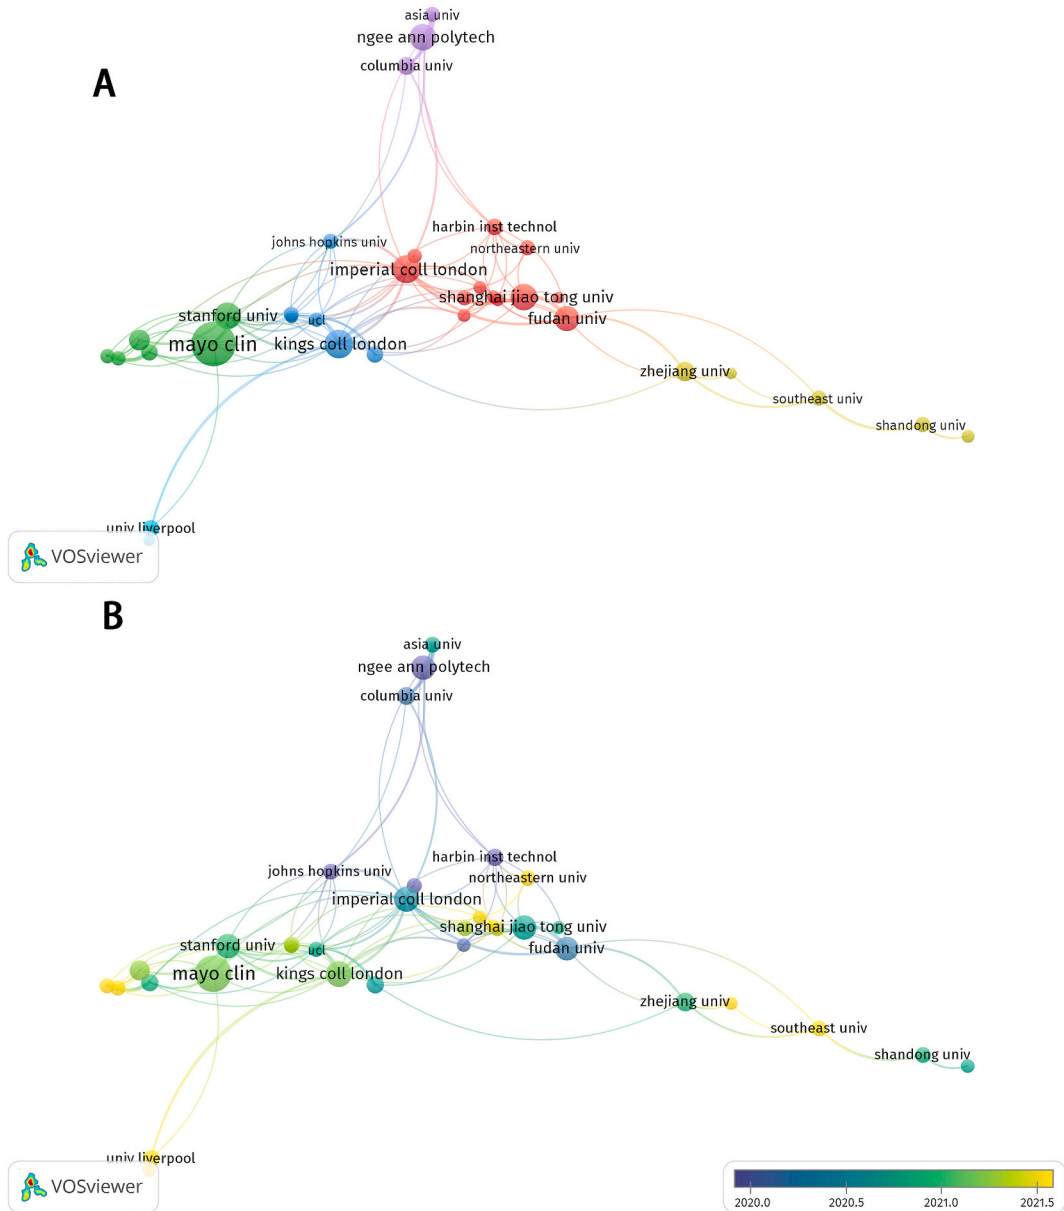 A
asia univ
ngee ann polytech
columbia univ
harbin inst technol
johns hopkins univ
northeastern univ
imperial coll london
shanghai jiao tong univ
stanford univ
ucl
fudan univ
mayo clin
kings coll london
zhejiang univ
southeast univ
shandong univ
univ liverpool
VOSviewer
B
asia univ
ngee ann polytech
columbia univ
harbin inst technol
johns hopkins univ
northeastern univ
imperial coll london
shanghai jiao tong univ
stanford univ
ucl
fudan univ
mayo clin
kings coll london
zhejiang univ
southeast univ
shandong univ
univ liverpool
VOSviewer
2020.0 2020.5 2021.0 2021.5